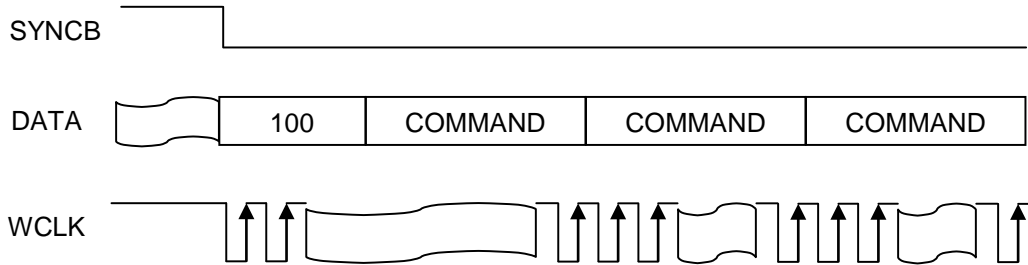 SYNCB
DATA 100 COMMAND COMMAND COMMAND
WCLK